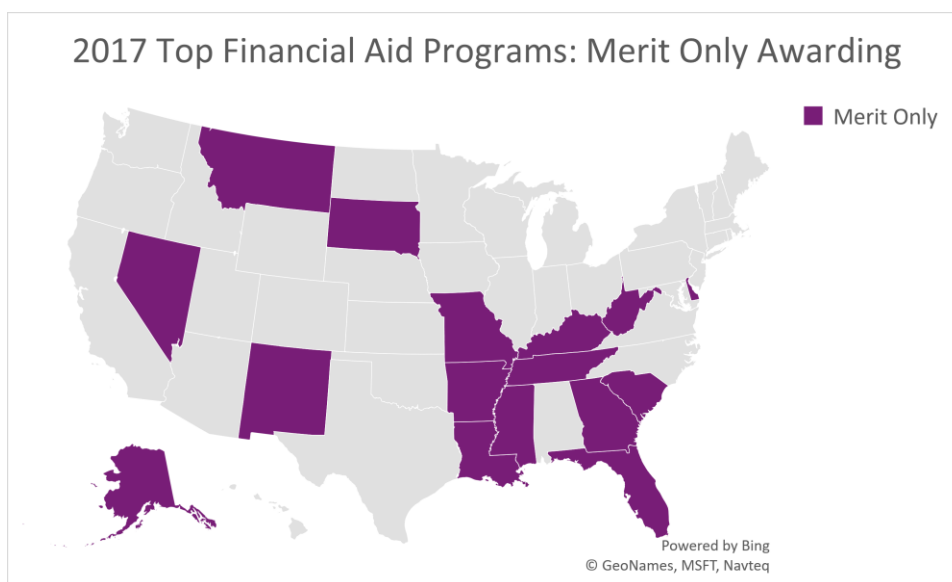 2017 Top Financial Aid Programs: Merit Only Awarding
Merit Only
Powered by Bing
© GeoNames, MSFT, Navteq